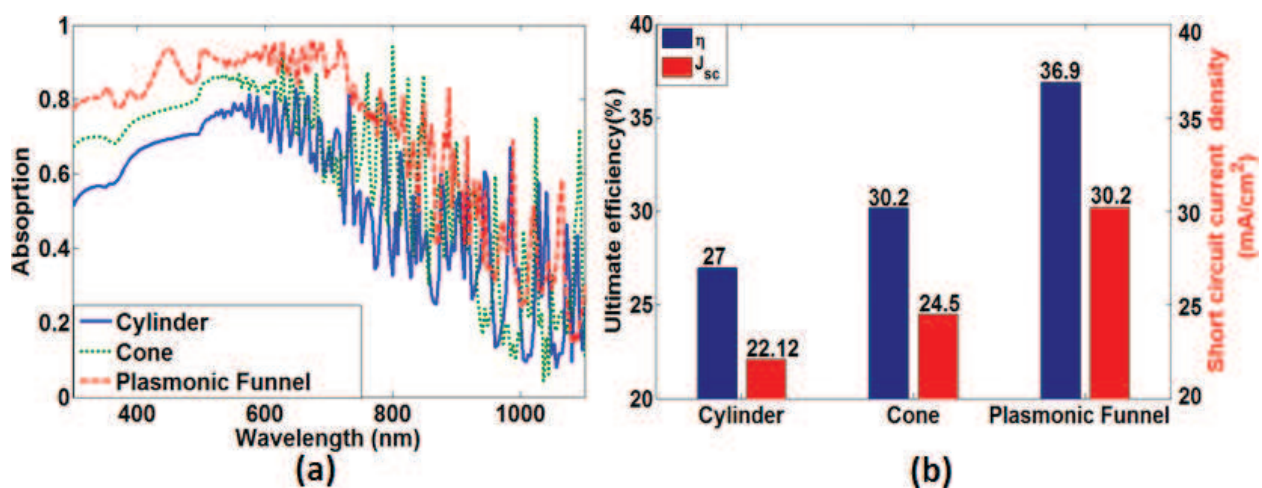 1
0.8
0.6
0.4
0.2
0
Absoprtion
400
600
800
1000
Wavelength (nm)
Cylinder
Cone
Plasmonic Funnel
(a)
40
35
30
25
20
Ultimate efficiency(%)
η
J_sc
27
22.12
30.2
24.5
36.9
30.2
Cylinder
Cone
Plasmonic Funnel
40
35
30
25
20
Short circuit current density
(mA/cm²)
(b)